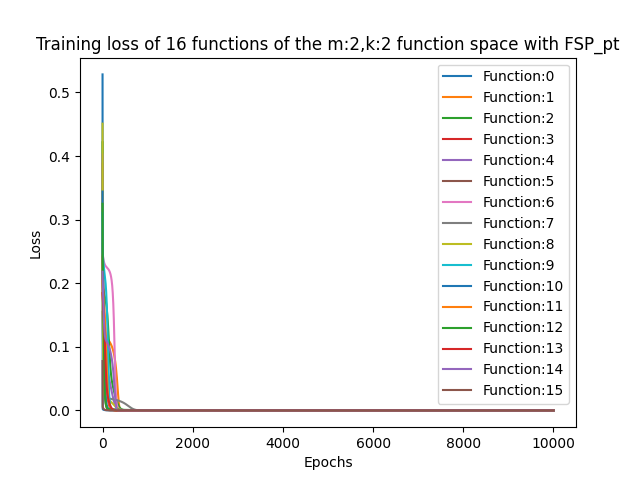 Training loss of 16 functions of the m:2,k:2 function space with FSP_pt
Loss
0.5
0.4
0.3
0.2
0.1
0.0
Function:0
Function:1
Function:2
Function:3
Function:4
Function:5
Function:6
Function:7
Function:8
Function:9
Function:10
Function:11
Function:12
Function:13
Function:14
Function:15
0 2000 4000 6000 8000 10000
Epochs